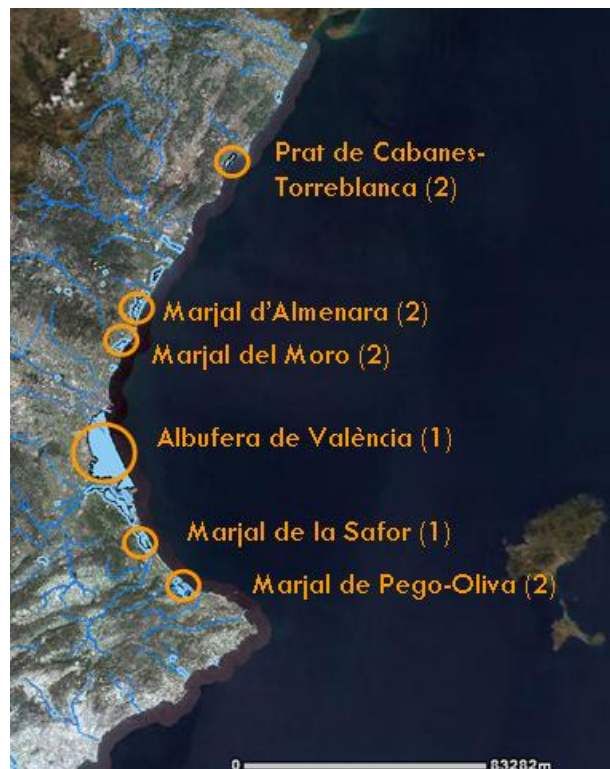 Prat de Cabanes-
Torreblanca (2)
Marjal d'Almenara (2)
Marjal del Moro (2)
Albufera de València (1)
Marjal de la Safor (1)
Marjal de Pego-Oliva (2)
0 83282m